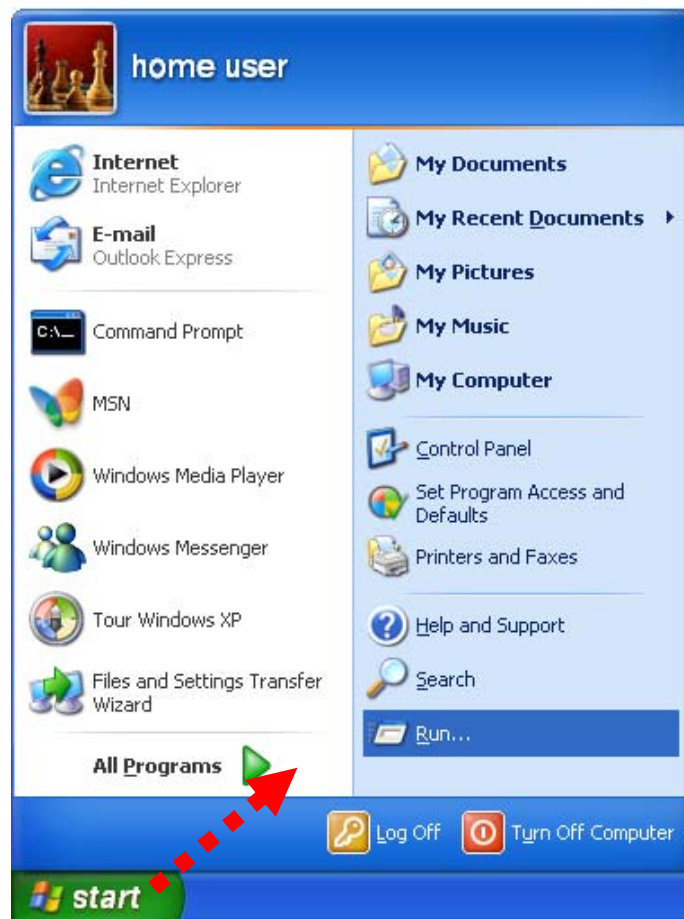 home user
Internet
Internet Explorer
E-mail
Outlook Express
C:\_
Command Prompt
MSN
Windows Media Player
Windows Messenger
Tour Windows XP
Files and Settings Transfer
Wizard
All Programs
My Documents
My Recent Documents
My Pictures
My Music
My Computer
Control Panel
Set Program Access and
Defaults
Printers and Faxes
Help and Support
Search
Run...
Log Off
Turn Off Computer
start